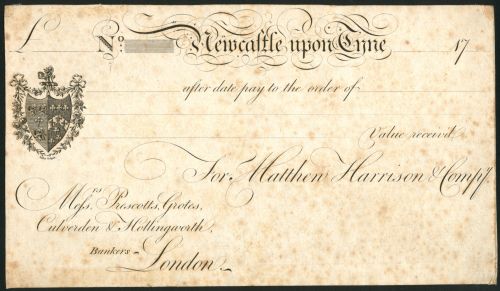 £ No. Newcastle upon Tyne 17
after date pay to the order of
Value receiv'd
For Matthew Harrison & Compy.
Messrs Prescotts, Grotes,
Culverden & Hollingworth.
Bankers
London.